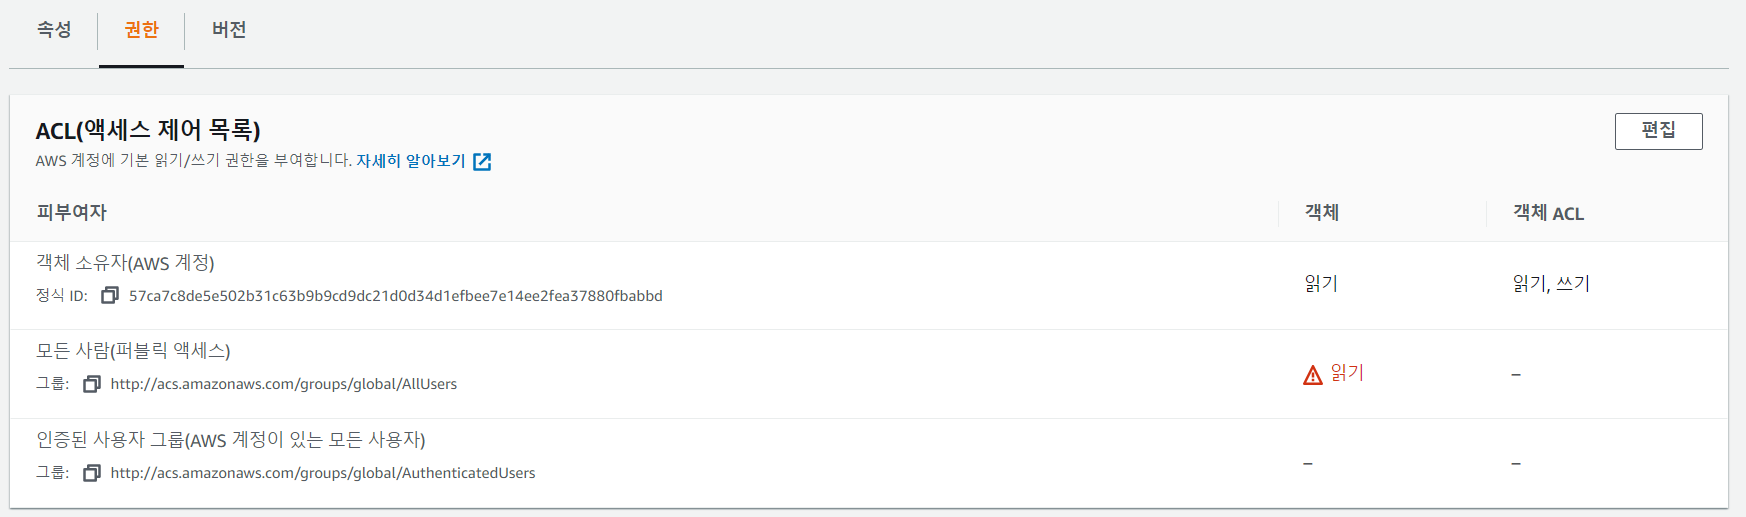 속성 권한 버전
ACL(액세스 제어 목록) 편집
AWS 계정에 기본 읽기/쓰기 권한을 부여합니다. 자세히 알아보기
피부여자 객체 객체 ACL
객체 소유자(AWS 계정)
정식 ID: 57ca7c8de5e502b31c63b9b9cd9dc21d0d34d1efbee7e14ee2fea37880fbabbd 읽기 읽기, 쓰기
모든 사람(퍼블릭 액세스)
그룹: http://acs.amazonaws.com/groups/global/AllUsers 읽기 –
인증된 사용자 그룹(AWS 계정이 있는 모든 사용자)
그룹: http://acs.amazonaws.com/groups/global/AuthenticatedUsers – –